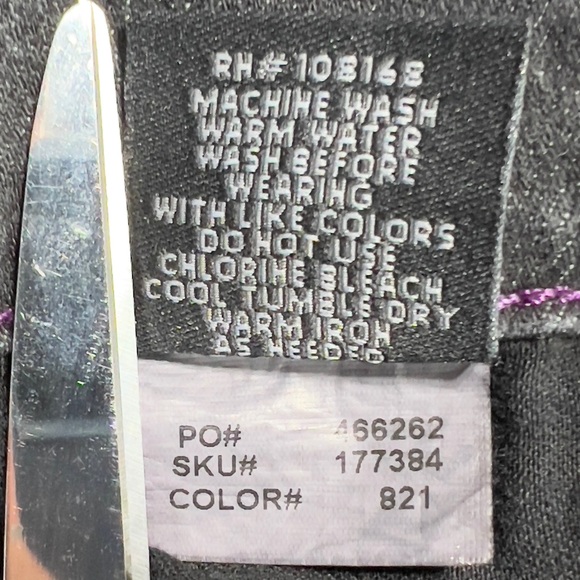 RH# 108168
MACHINE WASH
WARM WATER
WASH BEFORE
WEARING
WITH LIKE COLORS
DO NOT USE
CHLORINE BLEACH
COOL TUMBLE DRY
WARM IRON
AS NEEDED
PO# 466262
SKU# 177384
COLOR# 821